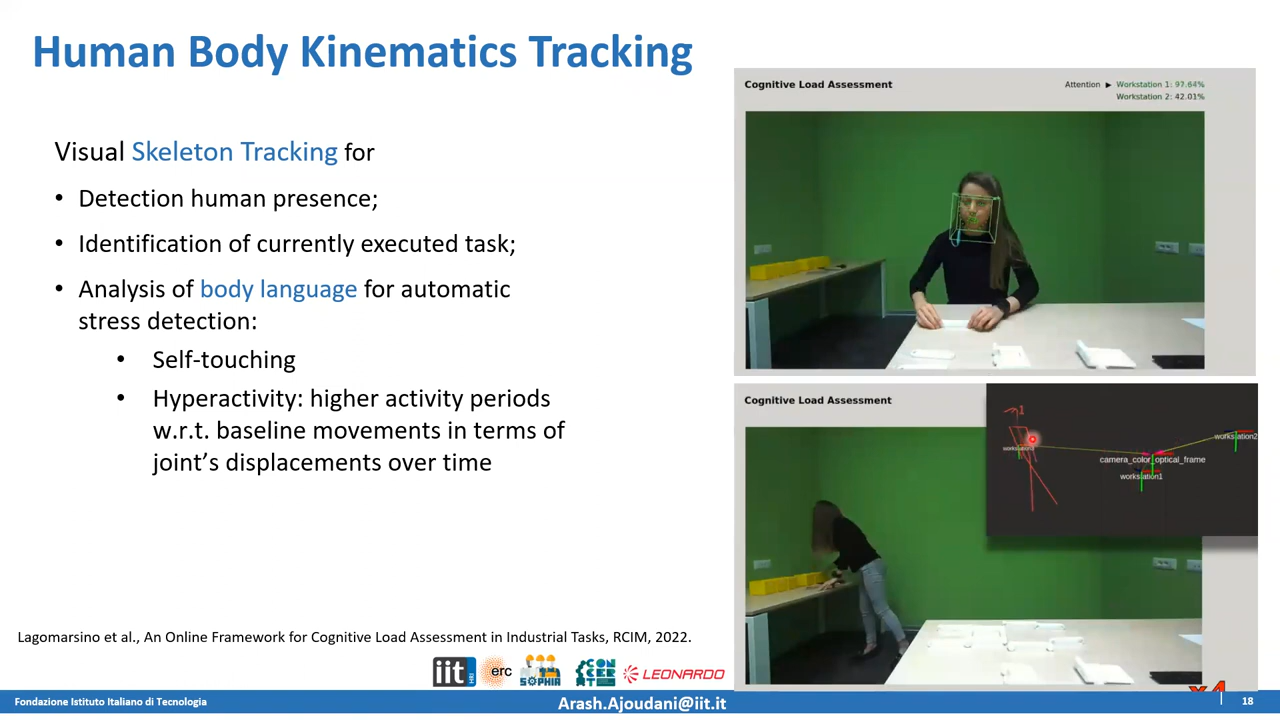 Human Body Kinematics Tracking
Visual Skeleton Tracking for
• Detection human presence;
• Identification of currently executed task;
• Analysis of body language for automatic
stress detection:
• Self-touching
• Hyperactivity: higher activity periods
w.r.t. baseline movements in terms of
joint's displacements over time
Cognitive Load Assessment
Attention ▶ Workstation 1: 97.64%
Workstation 2: 42.01%
Cognitive Load Assessment
camera_color_optical_frame
workstation1
workstation2
Lagomarsino et al., An Online Framework for Cognitive Load Assessment in Industrial Tasks, RCIM, 2022.
iit
erc
SOPHIA
LEONARDO
x4
Fondazione Istituto Italiano di Tecnologia
Arash.Ajoudani@iit.it
18